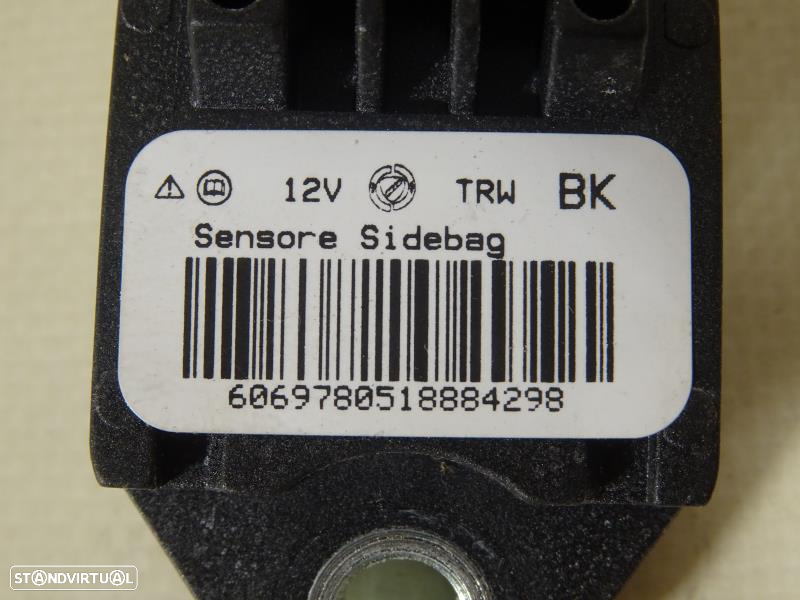 12V TRW BK
Sensore Sidebag
6069780518884298
STANDVIRTUAL